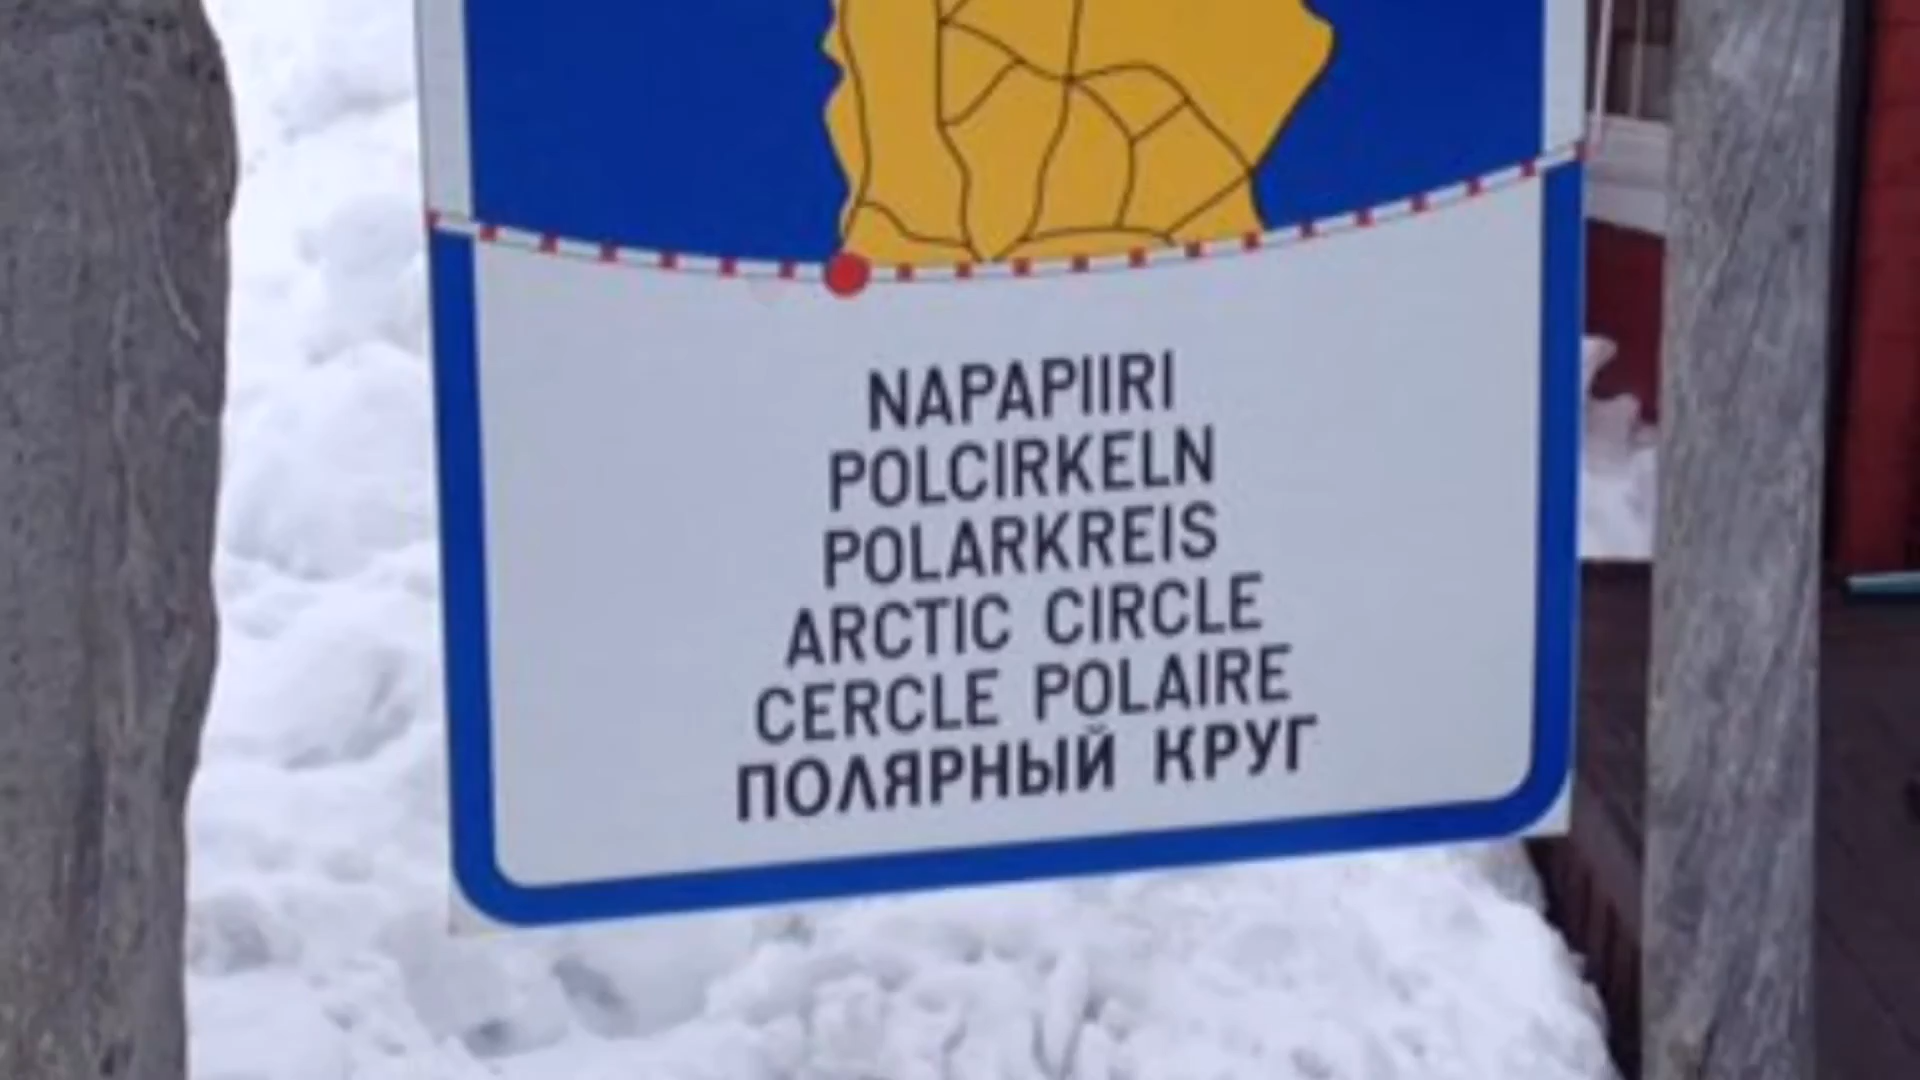 NAPAPIIRI
POLCIRKELN
POLARKREIS
ARCTIC CIRCLE
CERCLE POLAIRE
ПОЛЯРНЫЙ КРУГ